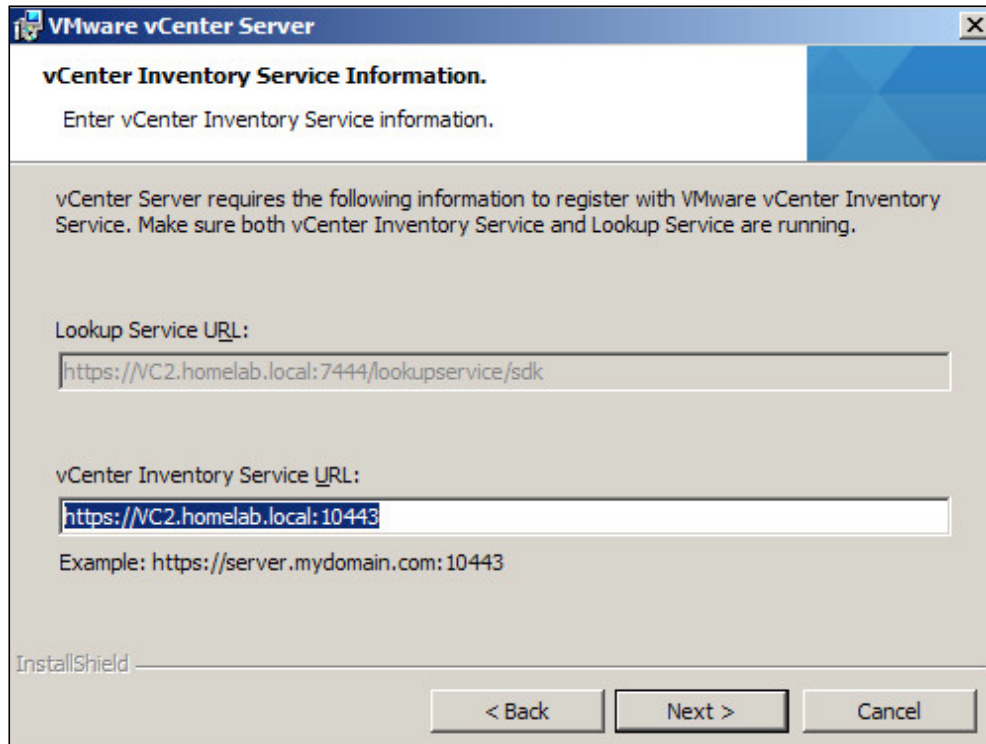 VMware vCenter Server
vCenter Inventory Service Information.
Enter vCenter Inventory Service information.
vCenter Server requires the following information to register with VMware vCenter Inventory
Service. Make sure both vCenter Inventory Service and Lookup Service are running.
Lookup Service URL:
https://VC2.homelab.local:7444/lookupservice/sdk
vCenter Inventory Service URL:
https://VC2.homelab.local:10443
Example: https://server.mydomain.com:10443
InstallShield
< Back Next > Cancel